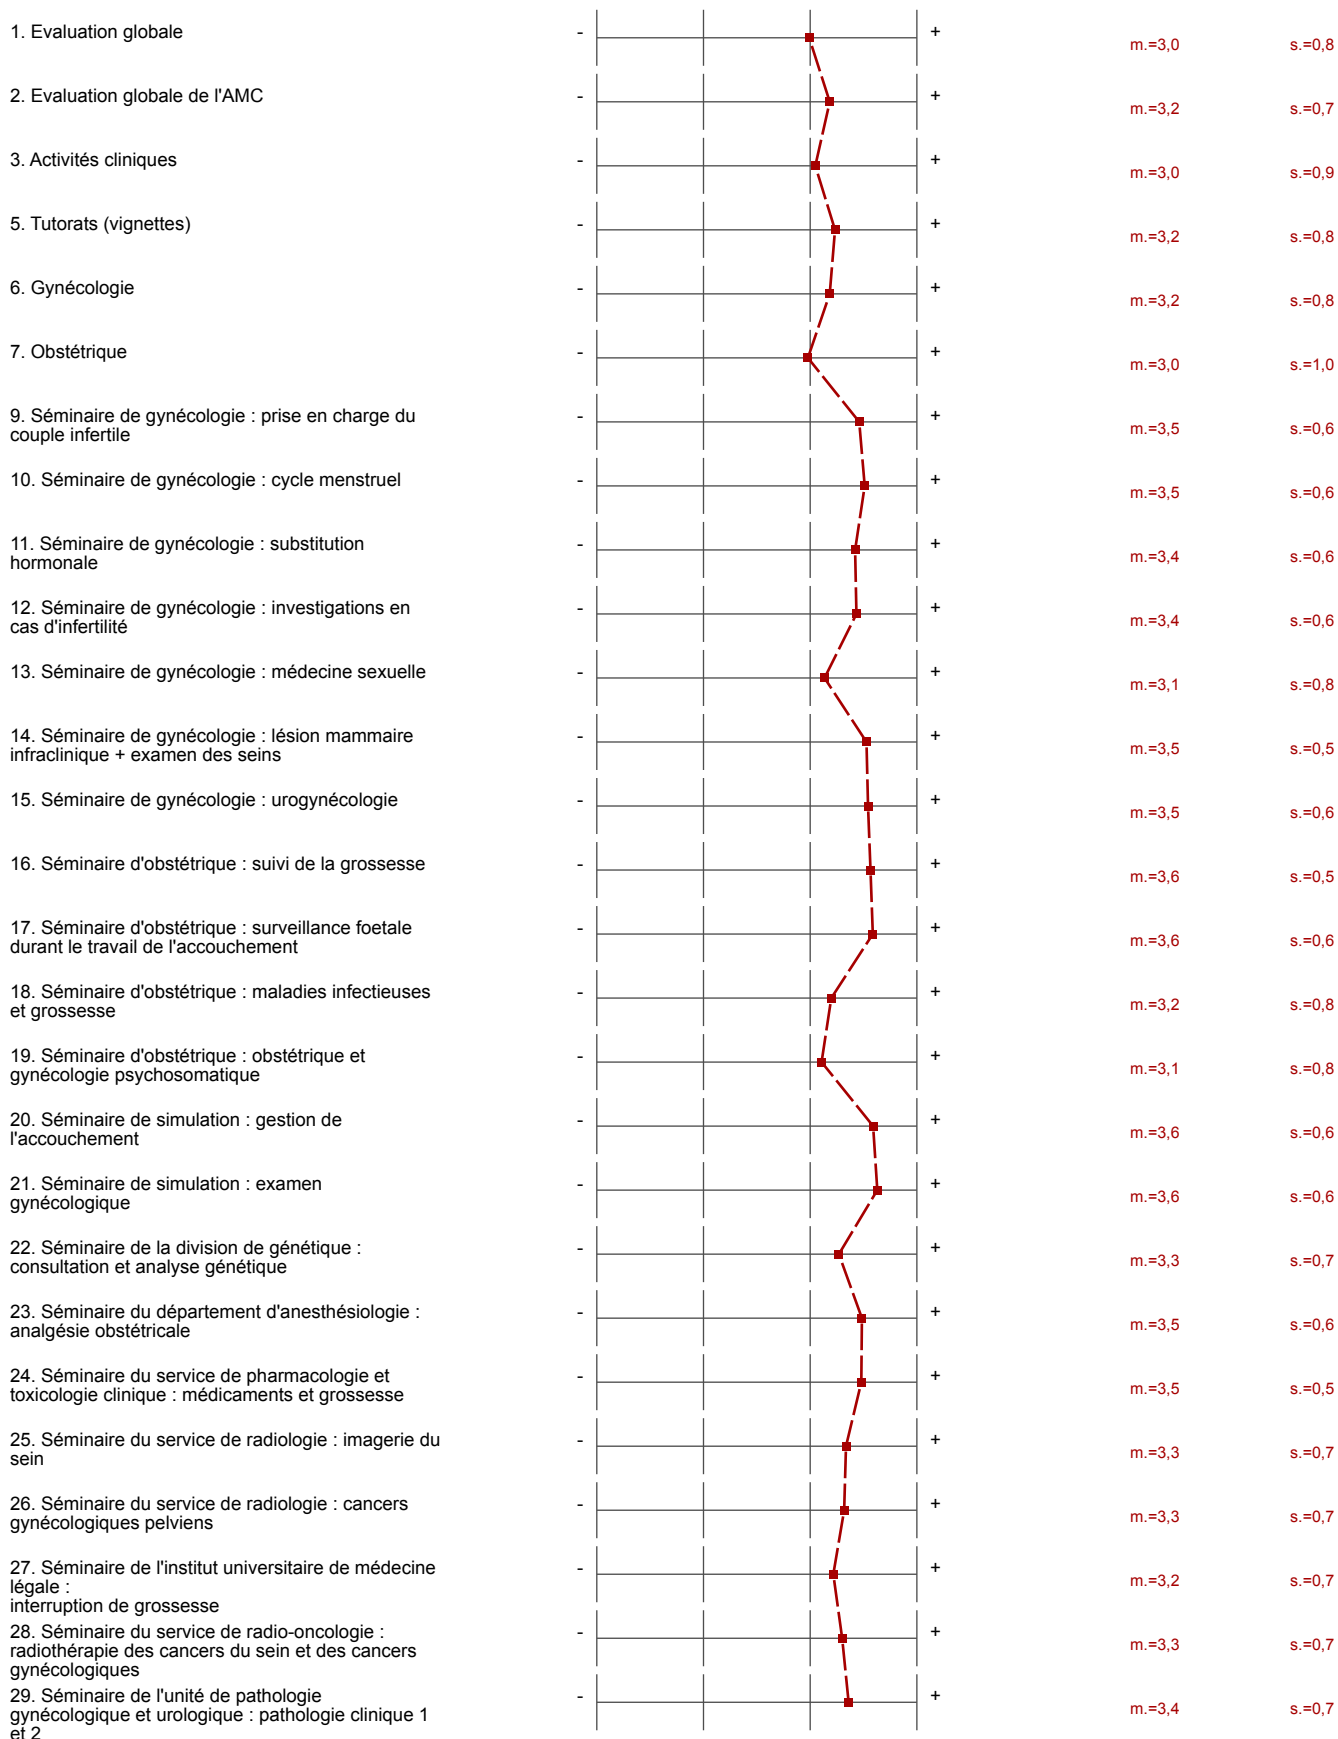 1. Evaluation globale - + m.=3,0 s.=0,8
2. Evaluation globale de l'AMC - + m.=3,2 s.=0,7
3. Activités cliniques - + m.=3,0 s.=0,9
5. Tutorats (vignettes) - + m.=3,2 s.=0,8
6. Gynécologie - + m.=3,2 s.=0,8
7. Obstétrique - + m.=3,0 s.=1,0
9. Séminaire de gynécologie : prise en charge du - + m.=3,5 s.=0,6
couple infertile
10. Séminaire de gynécologie : cycle menstruel - + m.=3,5 s.=0,6
11. Séminaire de gynécologie : substitution - + m.=3,4 s.=0,6
hormonale
12. Séminaire de gynécologie : investigations en - + m.=3,4 s.=0,6
cas d'infertilité
13. Séminaire de gynécologie : médecine sexuelle - + m.=3,1 s.=0,8
14. Séminaire de gynécologie : lésion mammaire - + m.=3,5 s.=0,5
infraclinique + examen des seins
15. Séminaire de gynécologie : urogynécologie - + m.=3,5 s.=0,6
16. Séminaire d'obstétrique : suivi de la grossesse - + m.=3,6 s.=0,5
17. Séminaire d'obstétrique : surveillance foetale - + m.=3,6 s.=0,6
durant le travail de l'accouchement
18. Séminaire d'obstétrique : maladies infectieuses - + m.=3,2 s.=0,8
et grossesse
19. Séminaire d'obstétrique : obstétrique et - + m.=3,1 s.=0,8
gynécologie psychosomatique
20. Séminaire de simulation : gestion de - + m.=3,6 s.=0,6
l'accouchement
21. Séminaire de simulation : examen - + m.=3,6 s.=0,6
gynécologique
22. Séminaire de la division de génétique : - + m.=3,3 s.=0,7
consultation et analyse génétique
23. Séminaire du département d'anesthésiologie : - + m.=3,5 s.=0,6
analgésie obstétricale
24. Séminaire du service de pharmacologie et - + m.=3,5 s.=0,5
toxicologie clinique : médicaments et grossesse
25. Séminaire du service de radiologie : imagerie du - + m.=3,3 s.=0,7
sein
26. Séminaire du service de radiologie : cancers - + m.=3,3 s.=0,7
gynécologiques pelviens
27. Séminaire de l'institut universitaire de médecine - + m.=3,2 s.=0,7
légale :
interruption de grossesse
28. Séminaire du service de radio-oncologie : - + m.=3,3 s.=0,7
radiothérapie des cancers du sein et des cancers
gynécologiques
29. Séminaire de l'unité de pathologie - + m.=3,4 s.=0,7
gynécologique et urologique : pathologie clinique 1
et 2